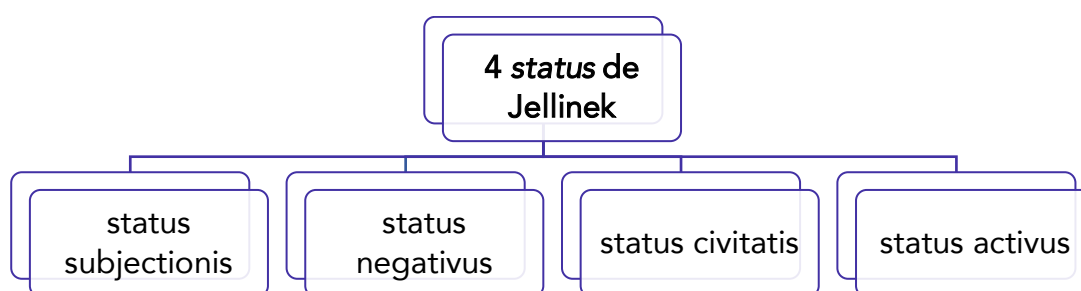 4 status de
Jellinek
status
subjectionis
status
negativus
status civitatis
status activus